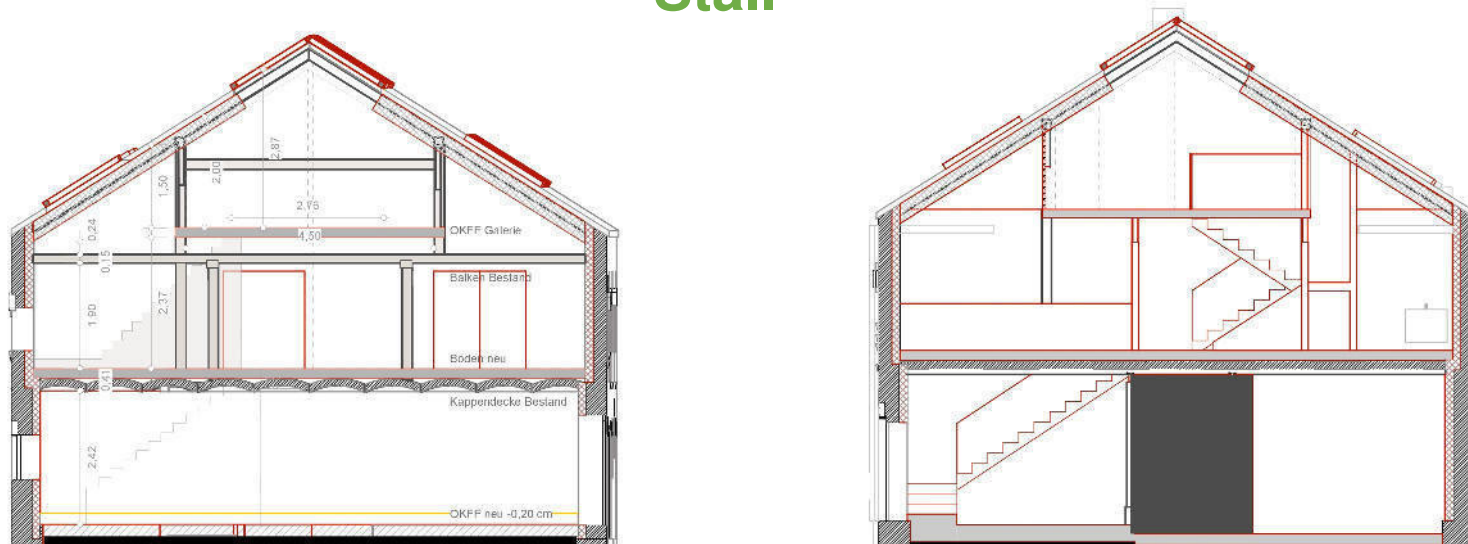 Stall
2,87
2,00
1,50
2,76
OKFF Galerie
4,50
0,24
0,15
Balken Bestand
2,37
1,90
Boden neu
0,41
Kappendecke Bestand
2,42
OKFF neu -0,20 cm